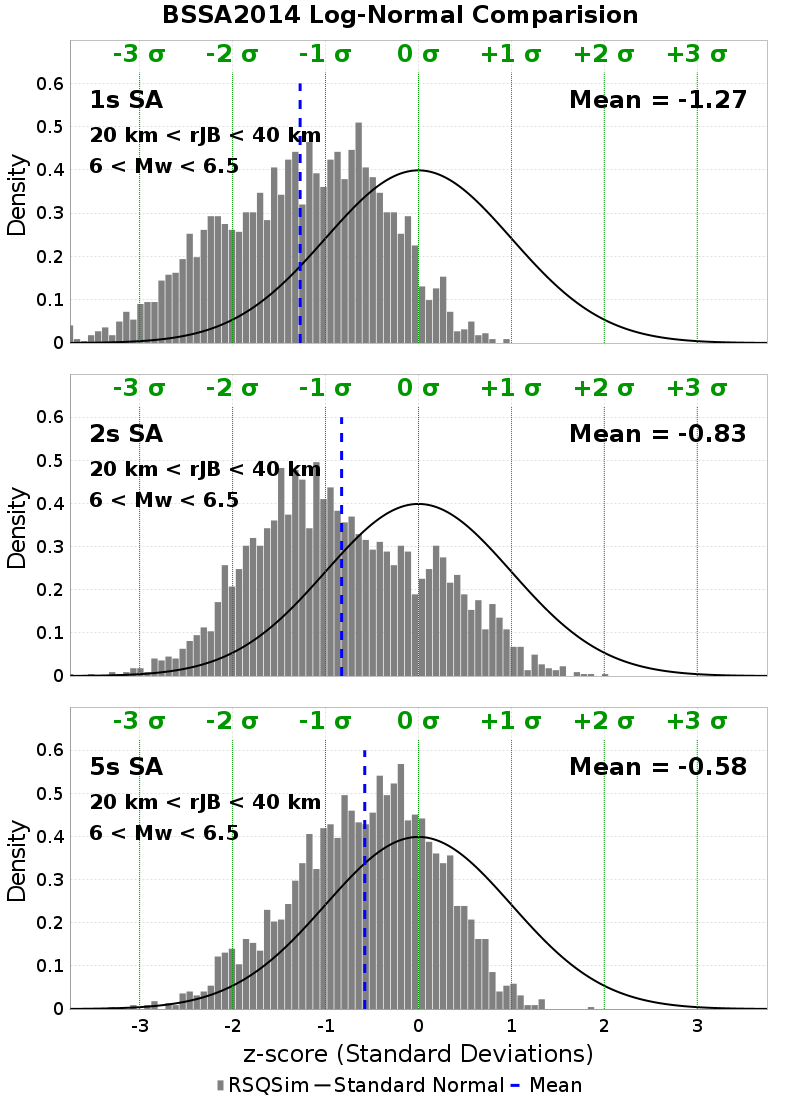 BSSA2014 Log-Normal Comparision
-3 σ -2 σ -1 σ 0 σ +1 σ +2 σ +3 σ
0.6
1s SA Mean = -1.27
0.5
20 km < rJB < 40 km
6 < Mw < 6.5
0.4
0.3
0.2
0.1
0
Density
-3 σ -2 σ -1 σ 0 σ +1 σ +2 σ +3 σ
0.6
2s SA Mean = -0.83
0.5
20 km < rJB < 40 km
6 < Mw < 6.5
0.4
0.3
0.2
0.1
0
Density
-3 σ -2 σ -1 σ 0 σ +1 σ +2 σ +3 σ
0.6
5s SA Mean = -0.58
0.5
20 km < rJB < 40 km
6 < Mw < 6.5
0.4
0.3
0.2
0.1
0
Density
-3 -2 -1 0 1 2 3
z-score (Standard Deviations)
RSQSim Standard Normal Mean